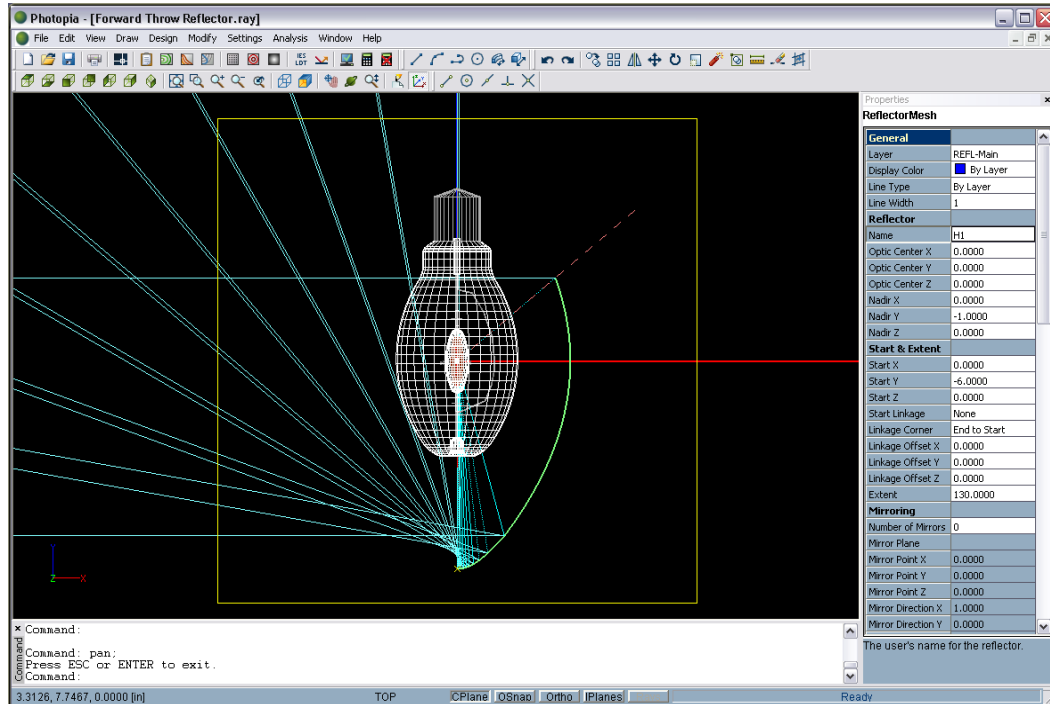 Photopia - [Forward Throw Reflector.ray]
File Edit View Draw Design Modify Settings Analysis Window Help
IES
LDT
Properties
ReflectorMesh
General
Layer REFL-Main
Display Color By Layer
Line Type By Layer
Line Width 1
Reflector
Name H1
Optic Center X 0.0000
Optic Center Y 0.0000
Optic Center Z 0.0000
Nadir X 0.0000
Nadir Y -1.0000
Nadir Z 0.0000
Start & Extent
Start X 0.0000
Start Y -6.0000
Start Z 0.0000
Start Linkage None
Linkage Corner End to Start
Linkage Offset X 0.0000
Linkage Offset Y 0.0000
Linkage Offset Z 0.0000
Extent 130.0000
Mirroring
Number of Mirrors 0
Mirror Plane
Mirror Point X 0.0000
Mirror Point Y 0.0000
Mirror Point Z 0.0000
Mirror Direction X 1.0000
Mirror Direction Y 0.0000
The user's name for the reflector.
Y
Z X
Command
Command:
Command: pan;
Press ESC or ENTER to exit.
Command:
3.3126, 7.7467, 0.0000 [in] TOP CPlane OSnap Ortho IPlanes Ready